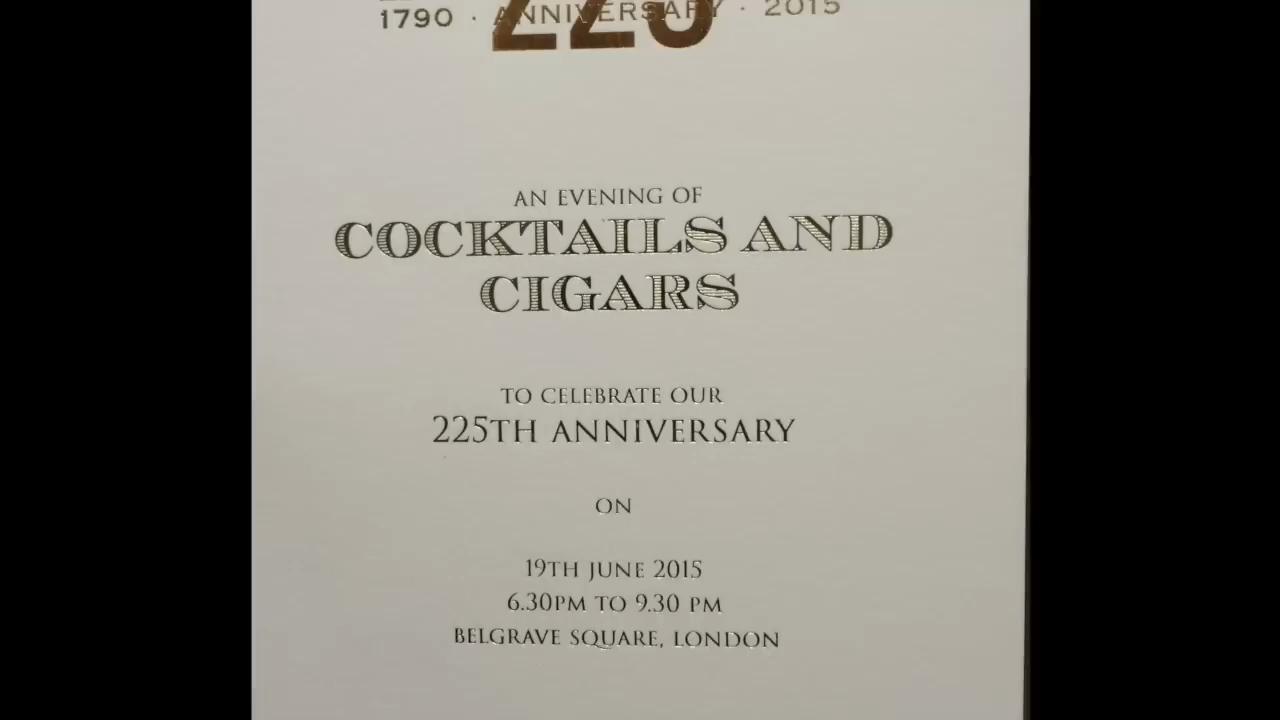 1790 · ANNIVERSARY · 2015
225
AN EVENING OF
COCKTAILS AND
CIGARS
TO CELEBRATE OUR
225TH ANNIVERSARY
ON
19TH JUNE 2015
6.30PM TO 9.30 PM
BELGRAVE SQUARE, LONDON